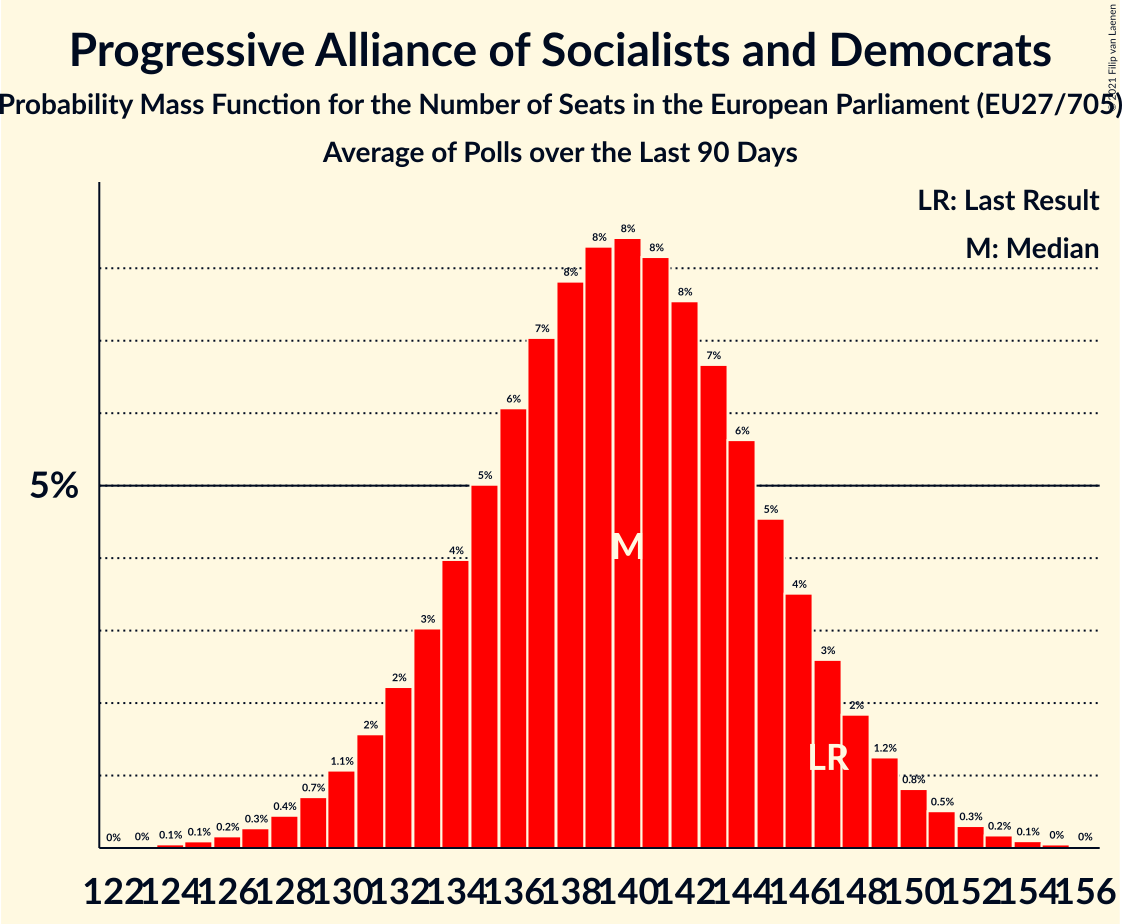 Progressive Alliance of Socialists and Democrats
© 2021 Filip van Laenen
Probability Mass Function for the Number of Seats in the European Parliament (EU27/705)
Average of Polls over the Last 90 Days
LR: Last Result
M: Median
5%
0% 0% 0.1% 0.1% 0.2% 0.3% 0.4% 0.7% 1.1% 2% 2% 3% 4% 5% 6% 7% 8% 8% 8% 8% 8% 7% 6% 5% 4% 3% 2% 1.2% 0.8% 0.5% 0.3% 0.2% 0.1% 0% 0%
M
LR
122 124 126 128 130 132 134 136 138 140 142 144 146 148 150 152 154 156